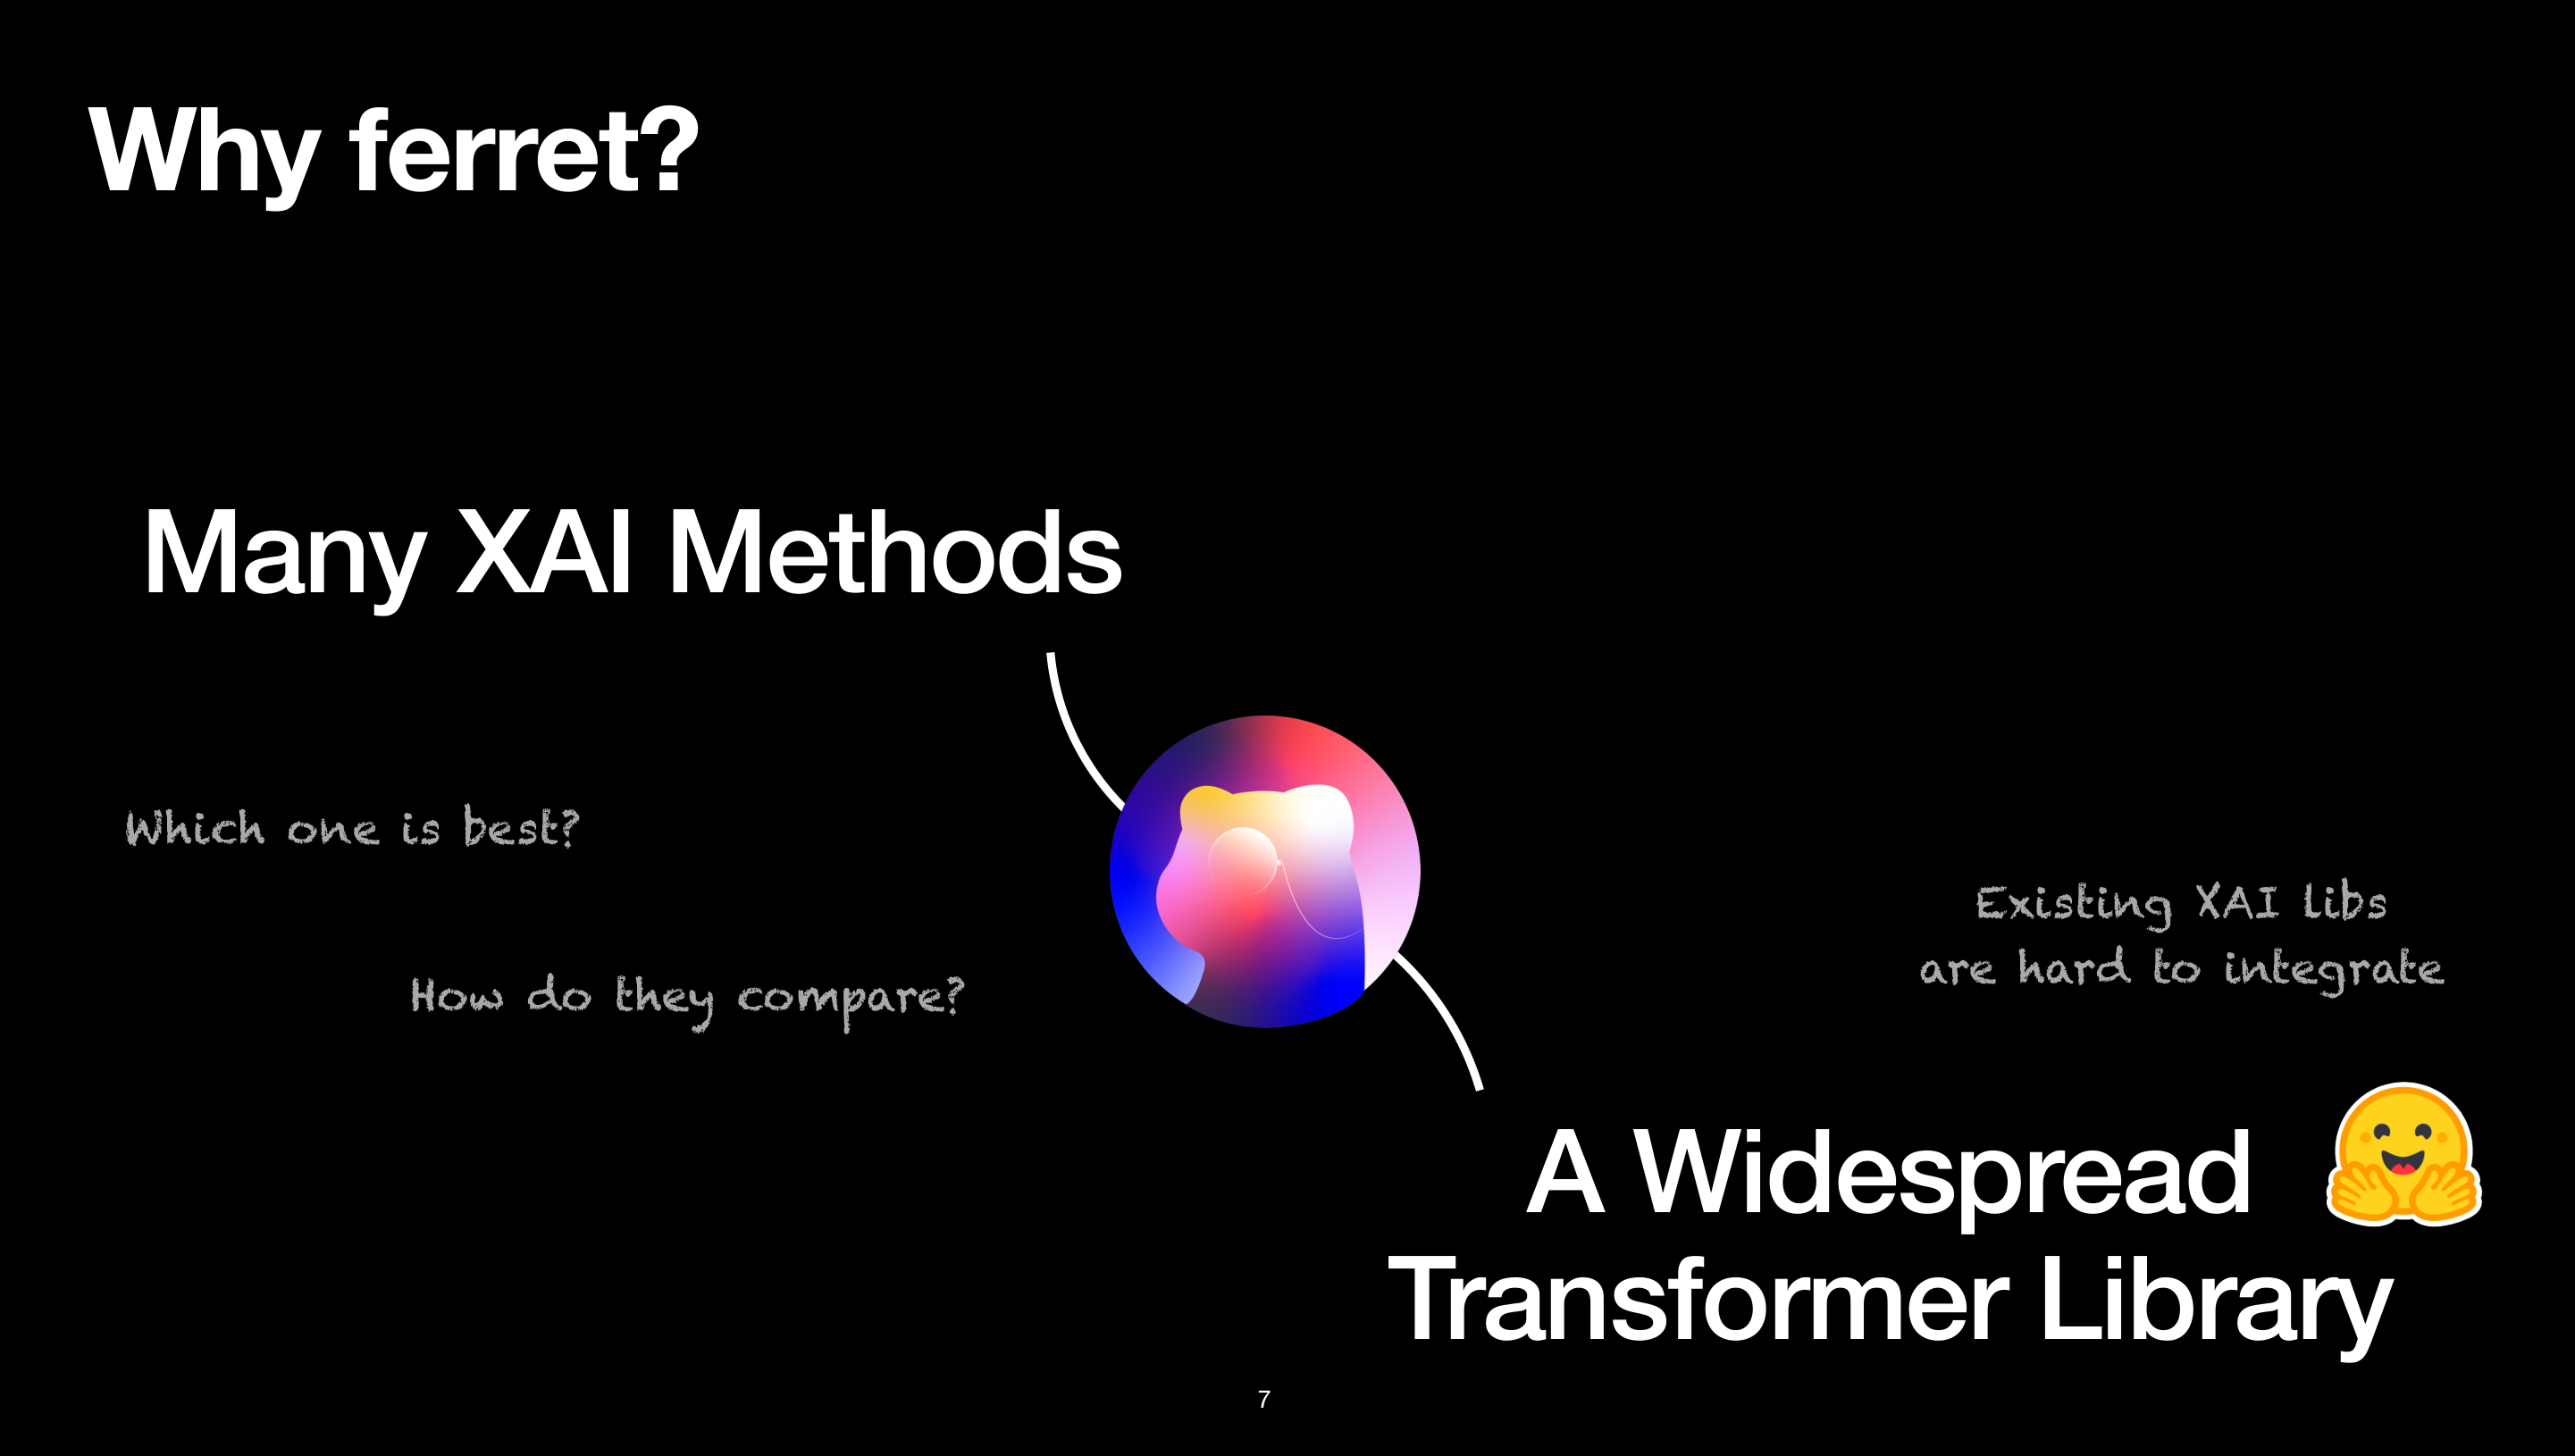 Why ferret?
Many XAI Methods
Which one is best?
How do they compare?
Existing XAI libs
are hard to integrate
A Widespread
Transformer Library
7